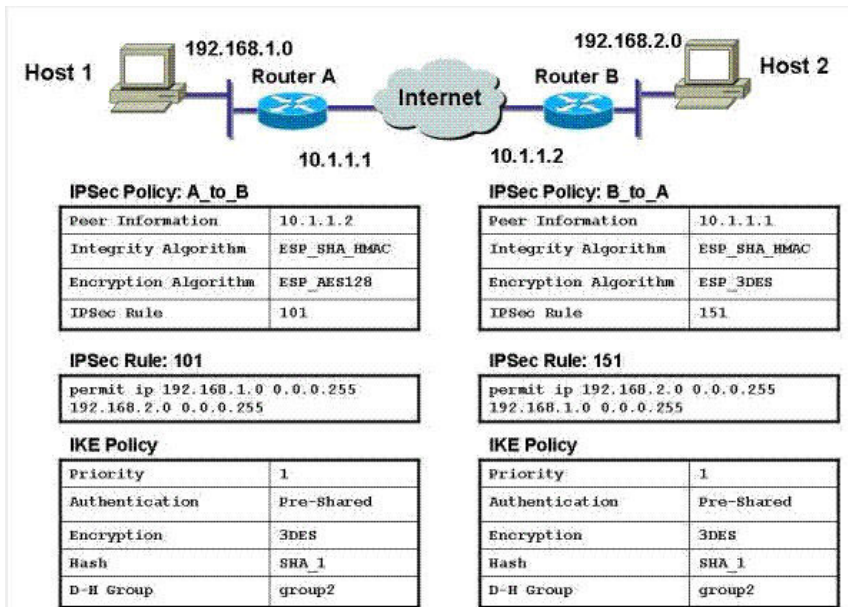 192.168.1.0
192.168.2.0
Host 1
Router A
Internet
Router B
Host 2
10.1.1.1
10.1.1.2
IPSec Policy: A_to_B
Peer Information 10.1.1.2
Integrity Algorithm ESP_SHA_HMAC
Encryption Algorithm ESP_AES128
IPSec Rule 101
IPSec Policy: B_to_A
Peer Information 10.1.1.1
Integrity Algorithm ESP_SHA_HMAC
Encryption Algorithm ESP_3DES
IPSec Rule 151
IPSec Rule: 101
permit ip 192.168.1.0 0.0.0.255
192.168.2.0 0.0.0.255
IPSec Rule: 151
permit ip 192.168.2.0 0.0.0.255
192.168.1.0 0.0.0.255
IKE Policy
Priority 1
Authentication Pre-Shared
Encryption 3DES
Hash SHA_1
D-H Group group2
IKE Policy
Priority 1
Authentication Pre-Shared
Encryption 3DES
Hash SHA_1
D-H Group group2